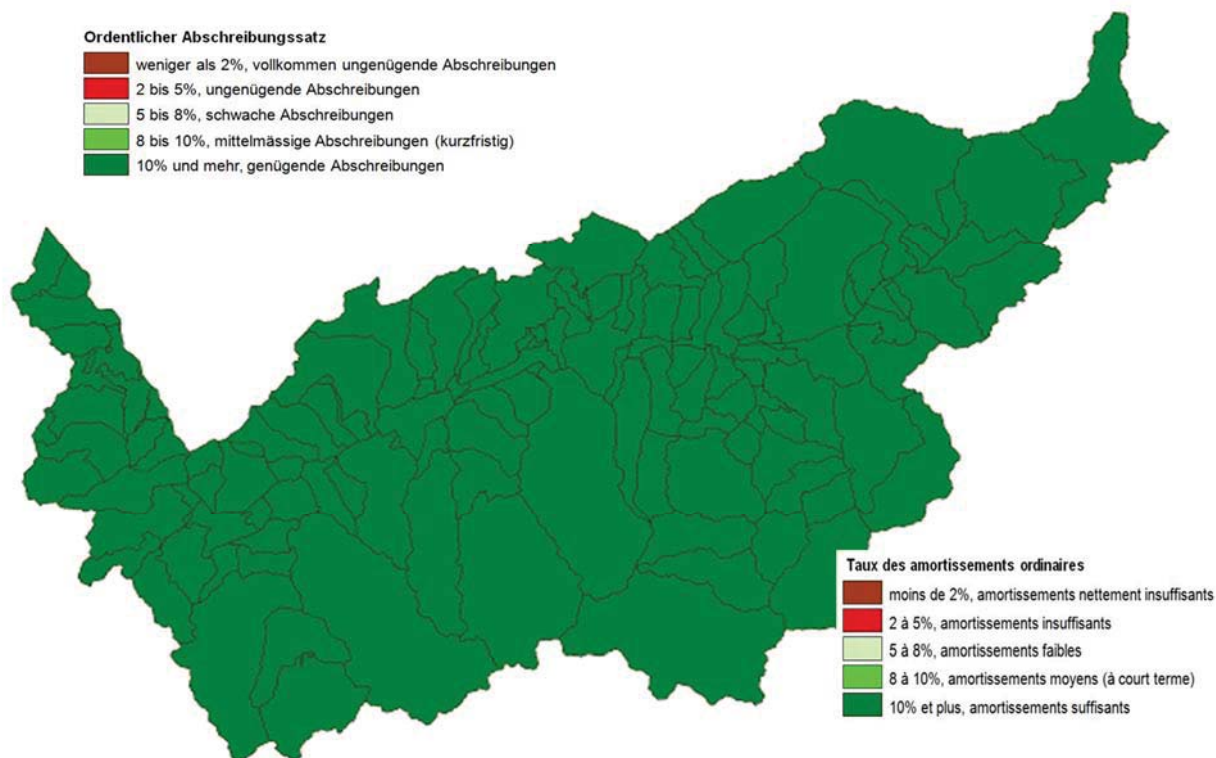 Ordentlicher Abschreibungssatz
weniger als 2%, vollkommen ungenügende Abschreibungen
2 bis 5%, ungenügende Abschreibungen
5 bis 8%, schwache Abschreibungen
8 bis 10%, mittelmässige Abschreibungen (kurzfristig)
10% und mehr, genügende Abschreibungen
Taux des amortissements ordinaires
moins de 2%, amortissements nettement insuffisants
2 à 5%, amortissements insuffisants
5 à 8%, amortissements faibles
8 à 10%, amortissements moyens (à court terme)
10% et plus, amortissements suffisants